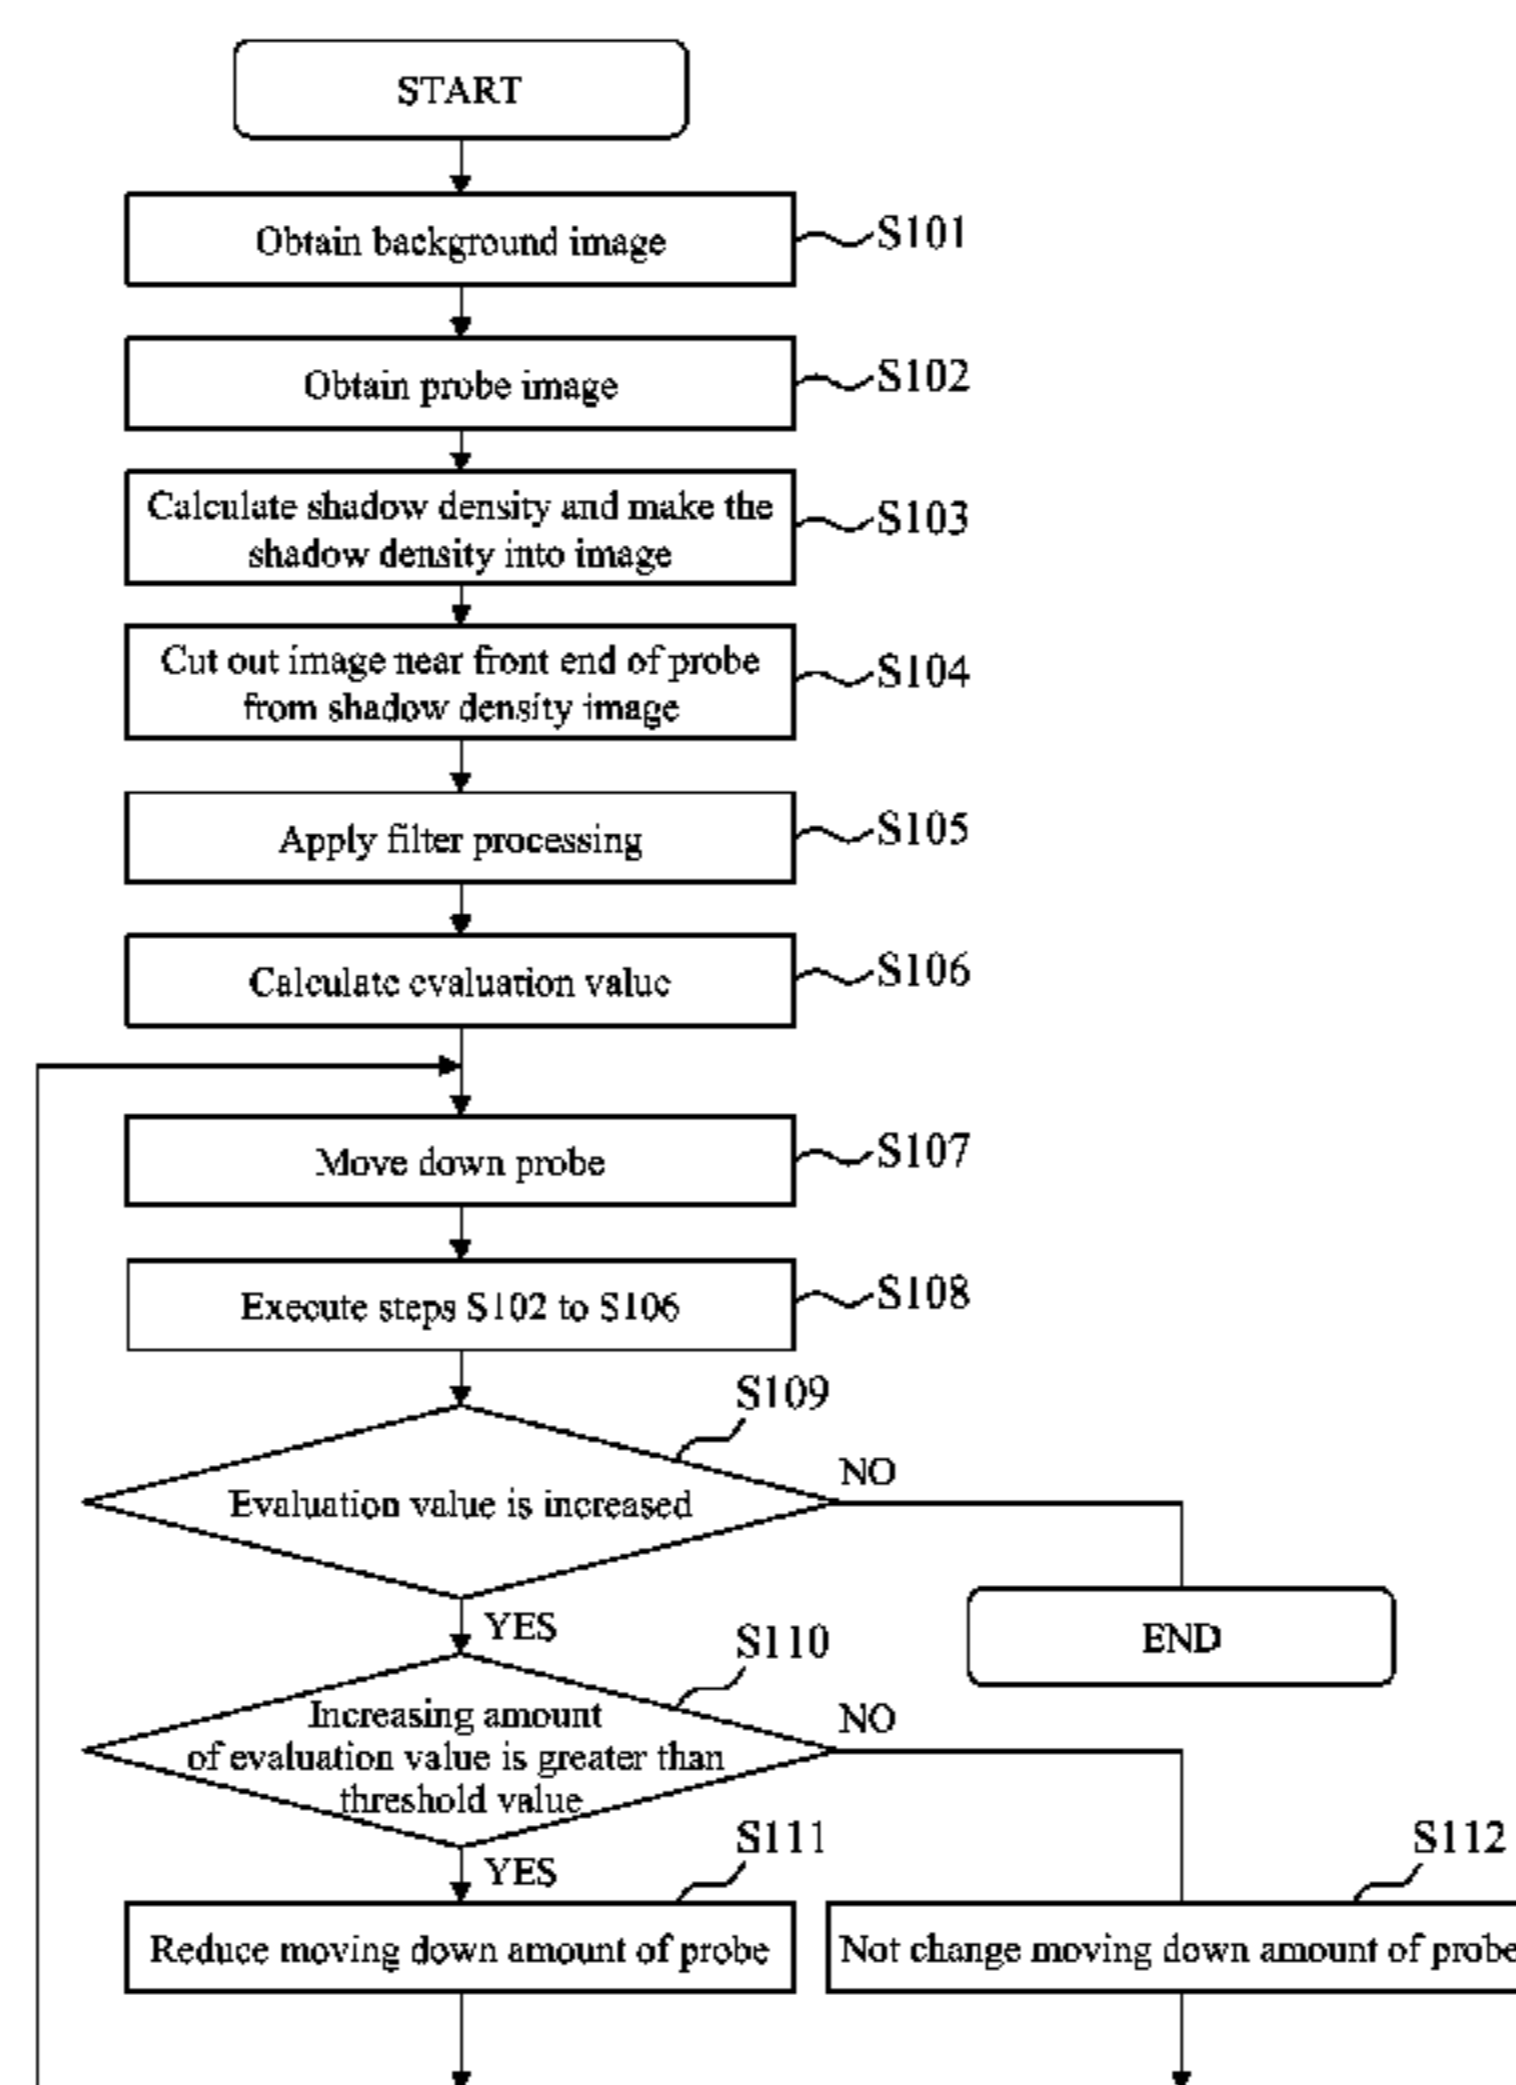 START
Obtain background image
S101
Obtain probe image
S102
Calculate shadow density and make the
shadow density into image
S103
Cut out image near front end of probe
from shadow density image
S104
Apply filter processing
S105
Calculate evaluation value
S106
Move down probe
S107
Execute steps S102 to S106
S108
S109
Evaluation value is increased
NO
END
YES
S110
Increasing amount
of evaluation value is greater than
threshold value
NO
YES
S111
Reduce moving down amount of probe
S112
Not change moving down amount of probe